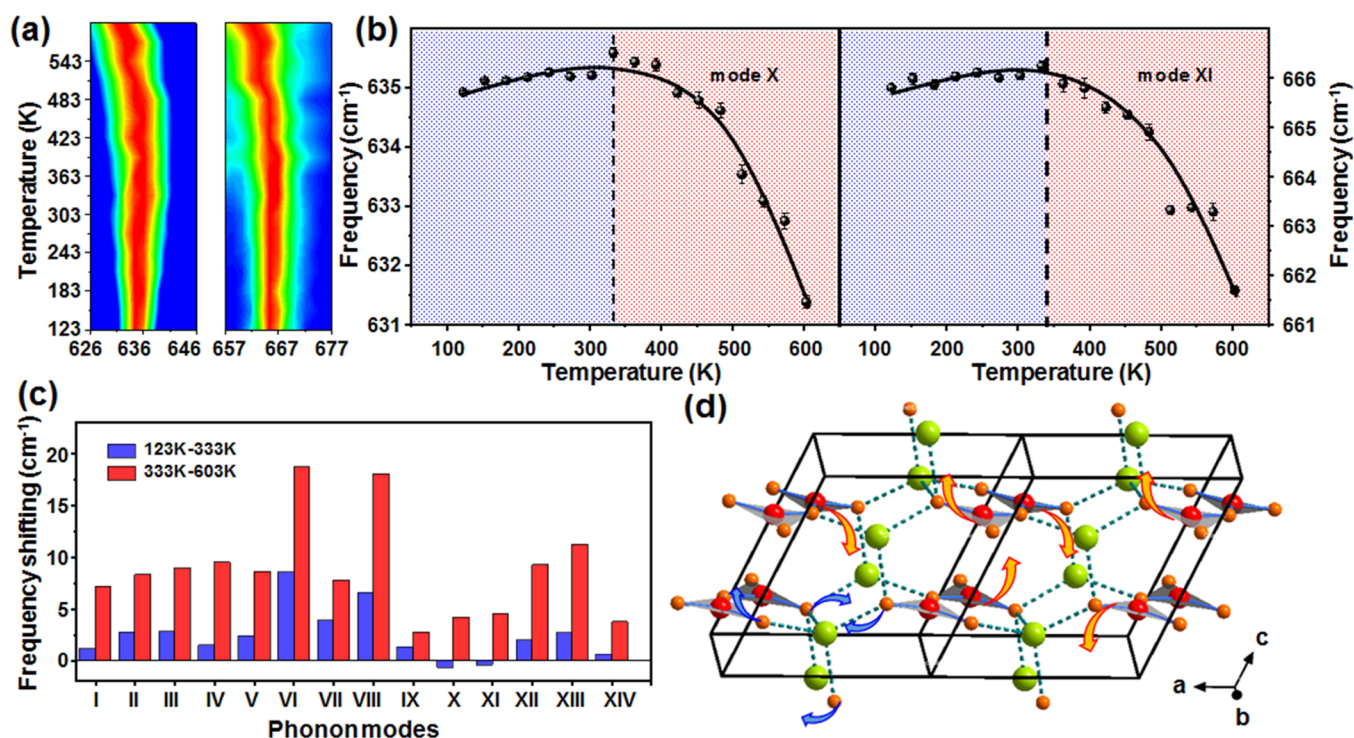 (a)
Temperature (K)
543
483
423
363
303
243
183
123
626 636 646
657 667 677
(b)
Frequency (cm⁻¹)
635
634
633
632
631
mode X
mode XI
666
665
664
663
662
661
Frequency (cm⁻¹)
100 200 300 400 500 600
100 200 300 400 500 600
Temperature (K)
Temperature (K)
(c)
Frequency shifting (cm⁻¹)
20
15
10
5
0
123K-333K
333K-603K
I II III IV V VI VII VIII IX X XI XII XIII XIV
Phonon modes
(d)
c
a
b